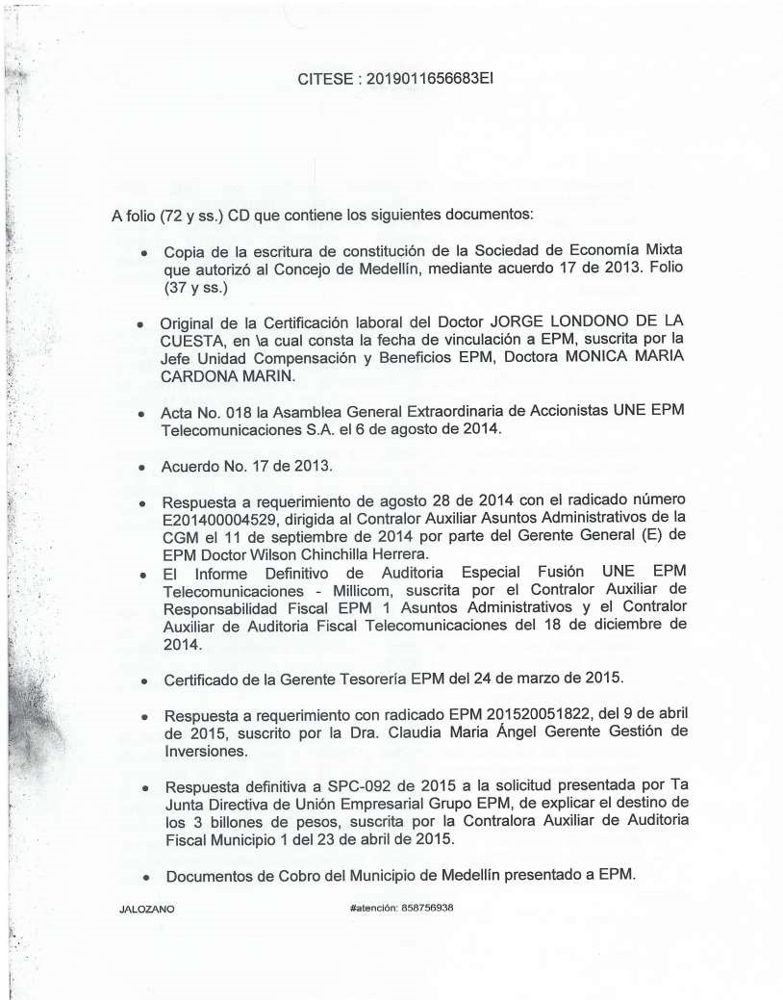 CITESE : 2019011656683EI
A folio (72 y ss.) CD que contiene los siguientes documentos:
• Copia de la escritura de constitución de la Sociedad de Economía Mixta
que autorizó al Concejo de Medellín, mediante acuerdo 17 de 2013. Folio
(37 y ss.)
• Original de la Certificación laboral del Doctor JORGE LONDONO DE LA
CUESTA, en \a cual consta la fecha de vinculación a EPM, suscrita por la
Jefe Unidad Compensación y Beneficios EPM, Doctora MONICA MARIA
CARDONA MARIN.
• Acta No. 018 la Asamblea General Extraordinaria de Accionistas UNE EPM
Telecomunicaciones S.A. el 6 de agosto de 2014.
• Acuerdo No. 17 de 2013.
• Respuesta a requerimiento de agosto 28 de 2014 con el radicado número
E201400004529, dirigida al Contralor Auxiliar Asuntos Administrativos de la
CGM el 11 de septiembre de 2014 por parte del Gerente General (E) de
EPM Doctor Wilson Chinchilla Herrera.
• El Informe Definitivo de Auditoria Especial Fusión UNE EPM
Telecomunicaciones - Millicom, suscrita por el Contralor Auxiliar de
Responsabilidad Fiscal EPM 1 Asuntos Administrativos y el Contralor
Auxiliar de Auditoria Fiscal Telecomunicaciones del 18 de diciembre de
2014.
• Certificado de la Gerente Tesorería EPM del 24 de marzo de 2015.
• Respuesta a requerimiento con radicado EPM 201520051822, del 9 de abril
de 2015, suscrito por la Dra. Claudia Maria Ángel Gerente Gestión de
Inversiones.
• Respuesta definitiva a SPC-092 de 2015 a la solicitud presentada por Ta
Junta Directiva de Unión Empresarial Grupo EPM, de explicar el destino de
los 3 billones de pesos, suscrita por la Contralora Auxiliar de Auditoria
Fiscal Municipio 1 del 23 de abril de 2015.
• Documentos de Cobro del Municipio de Medellín presentado a EPM.
JALOZANO #atención: 858756938